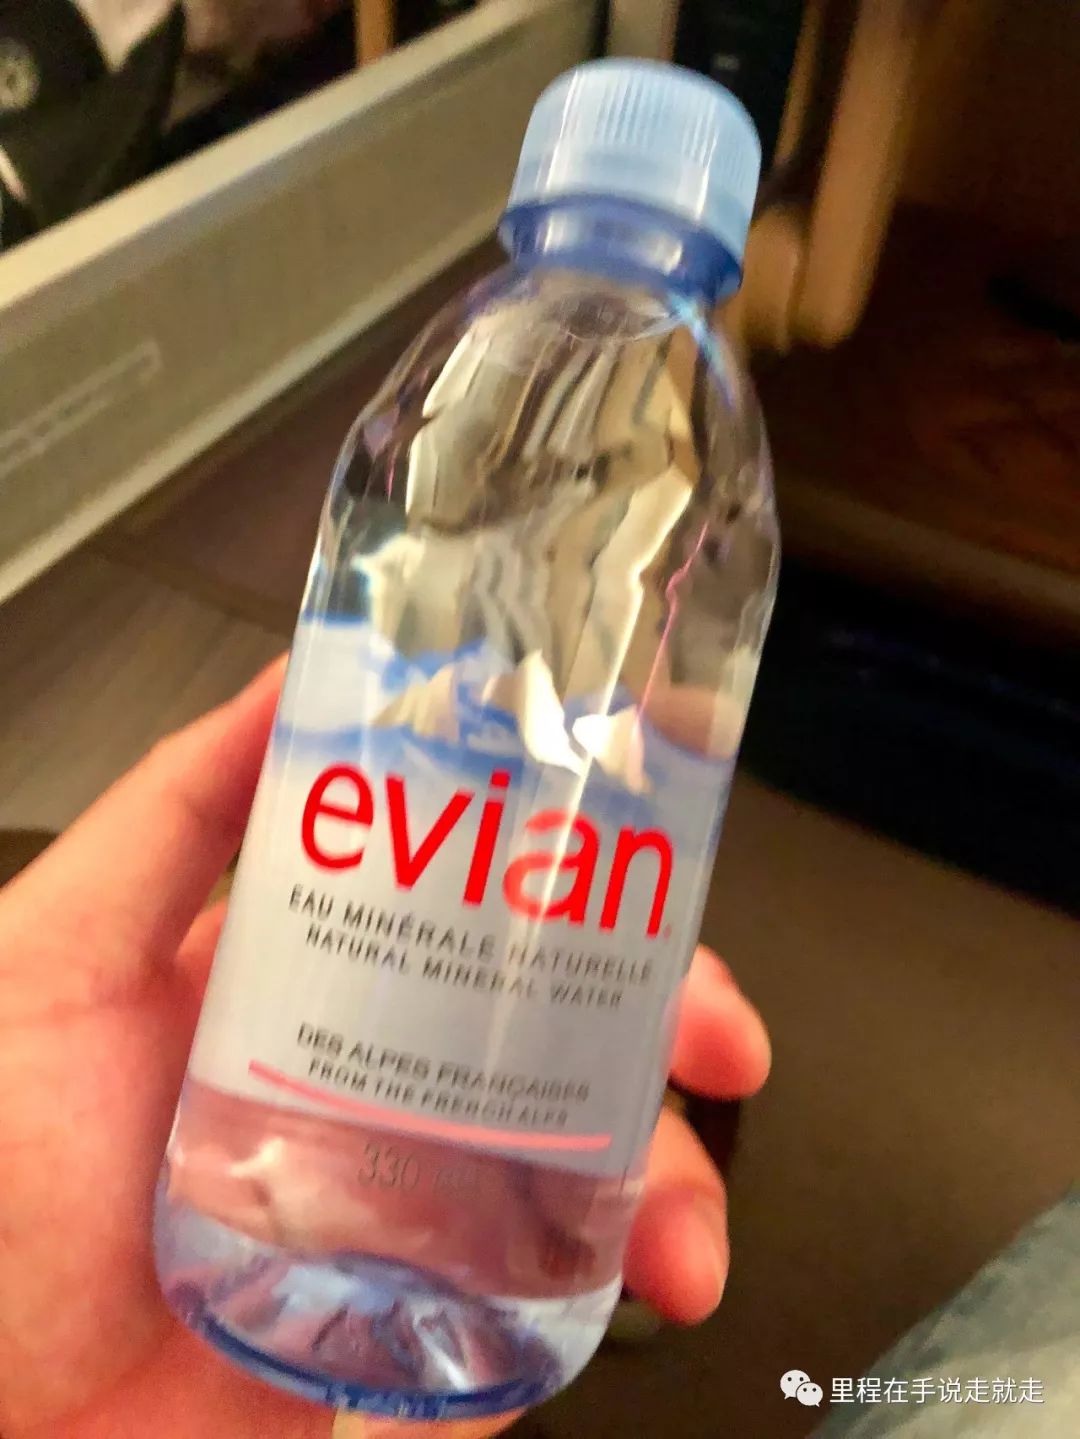 evian
EAU MINÉRALE NATURELLE
NATURAL MINERAL WATER
DES ALPES FRANÇAISES
FROM THE FRENCH ALPS
330 ml
里程在手说走就走